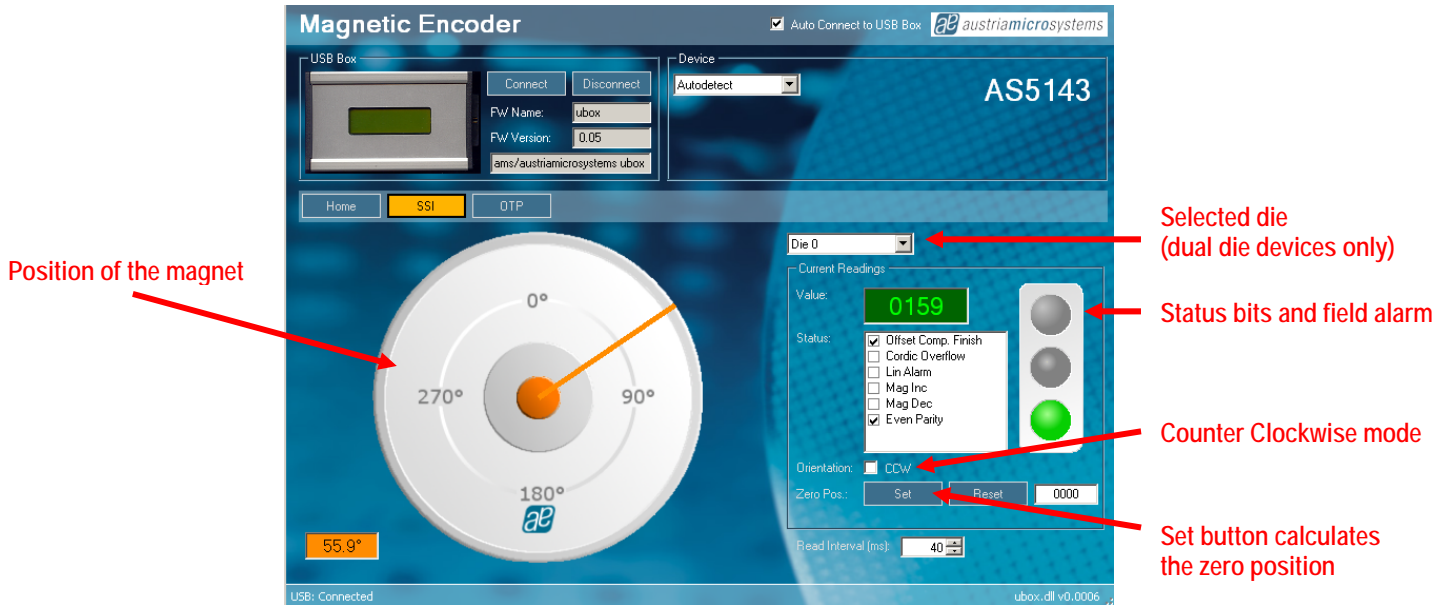 Magnetic Encoder
Auto Connect to USB Box
ae austriamicrosystems
USB Box
Connect
Disconnect
FW Name:
ubox
FW Version:
0.05
ams/austriamicrosystems ubox
Device
Autodetect
AS5143
Home
SSI
OTP
Selected die
(dual die devices only)
Die 0
Position of the magnet
0°
90°
180°
270°
ae
55.9°
Current Readings
Value:
0159
Status bits and field alarm
Status:
Offset Comp. Finish
Cordic Overflow
Lin Alarm
Mag Inc
Mag Dec
Even Parity
Counter Clockwise mode
Orientation:
CCW
Zero Pos.:
Set
Reset
0000
Set button calculates
the zero position
Read Interval (ms):
40
USB: Connected
ubox.dll v0.0006